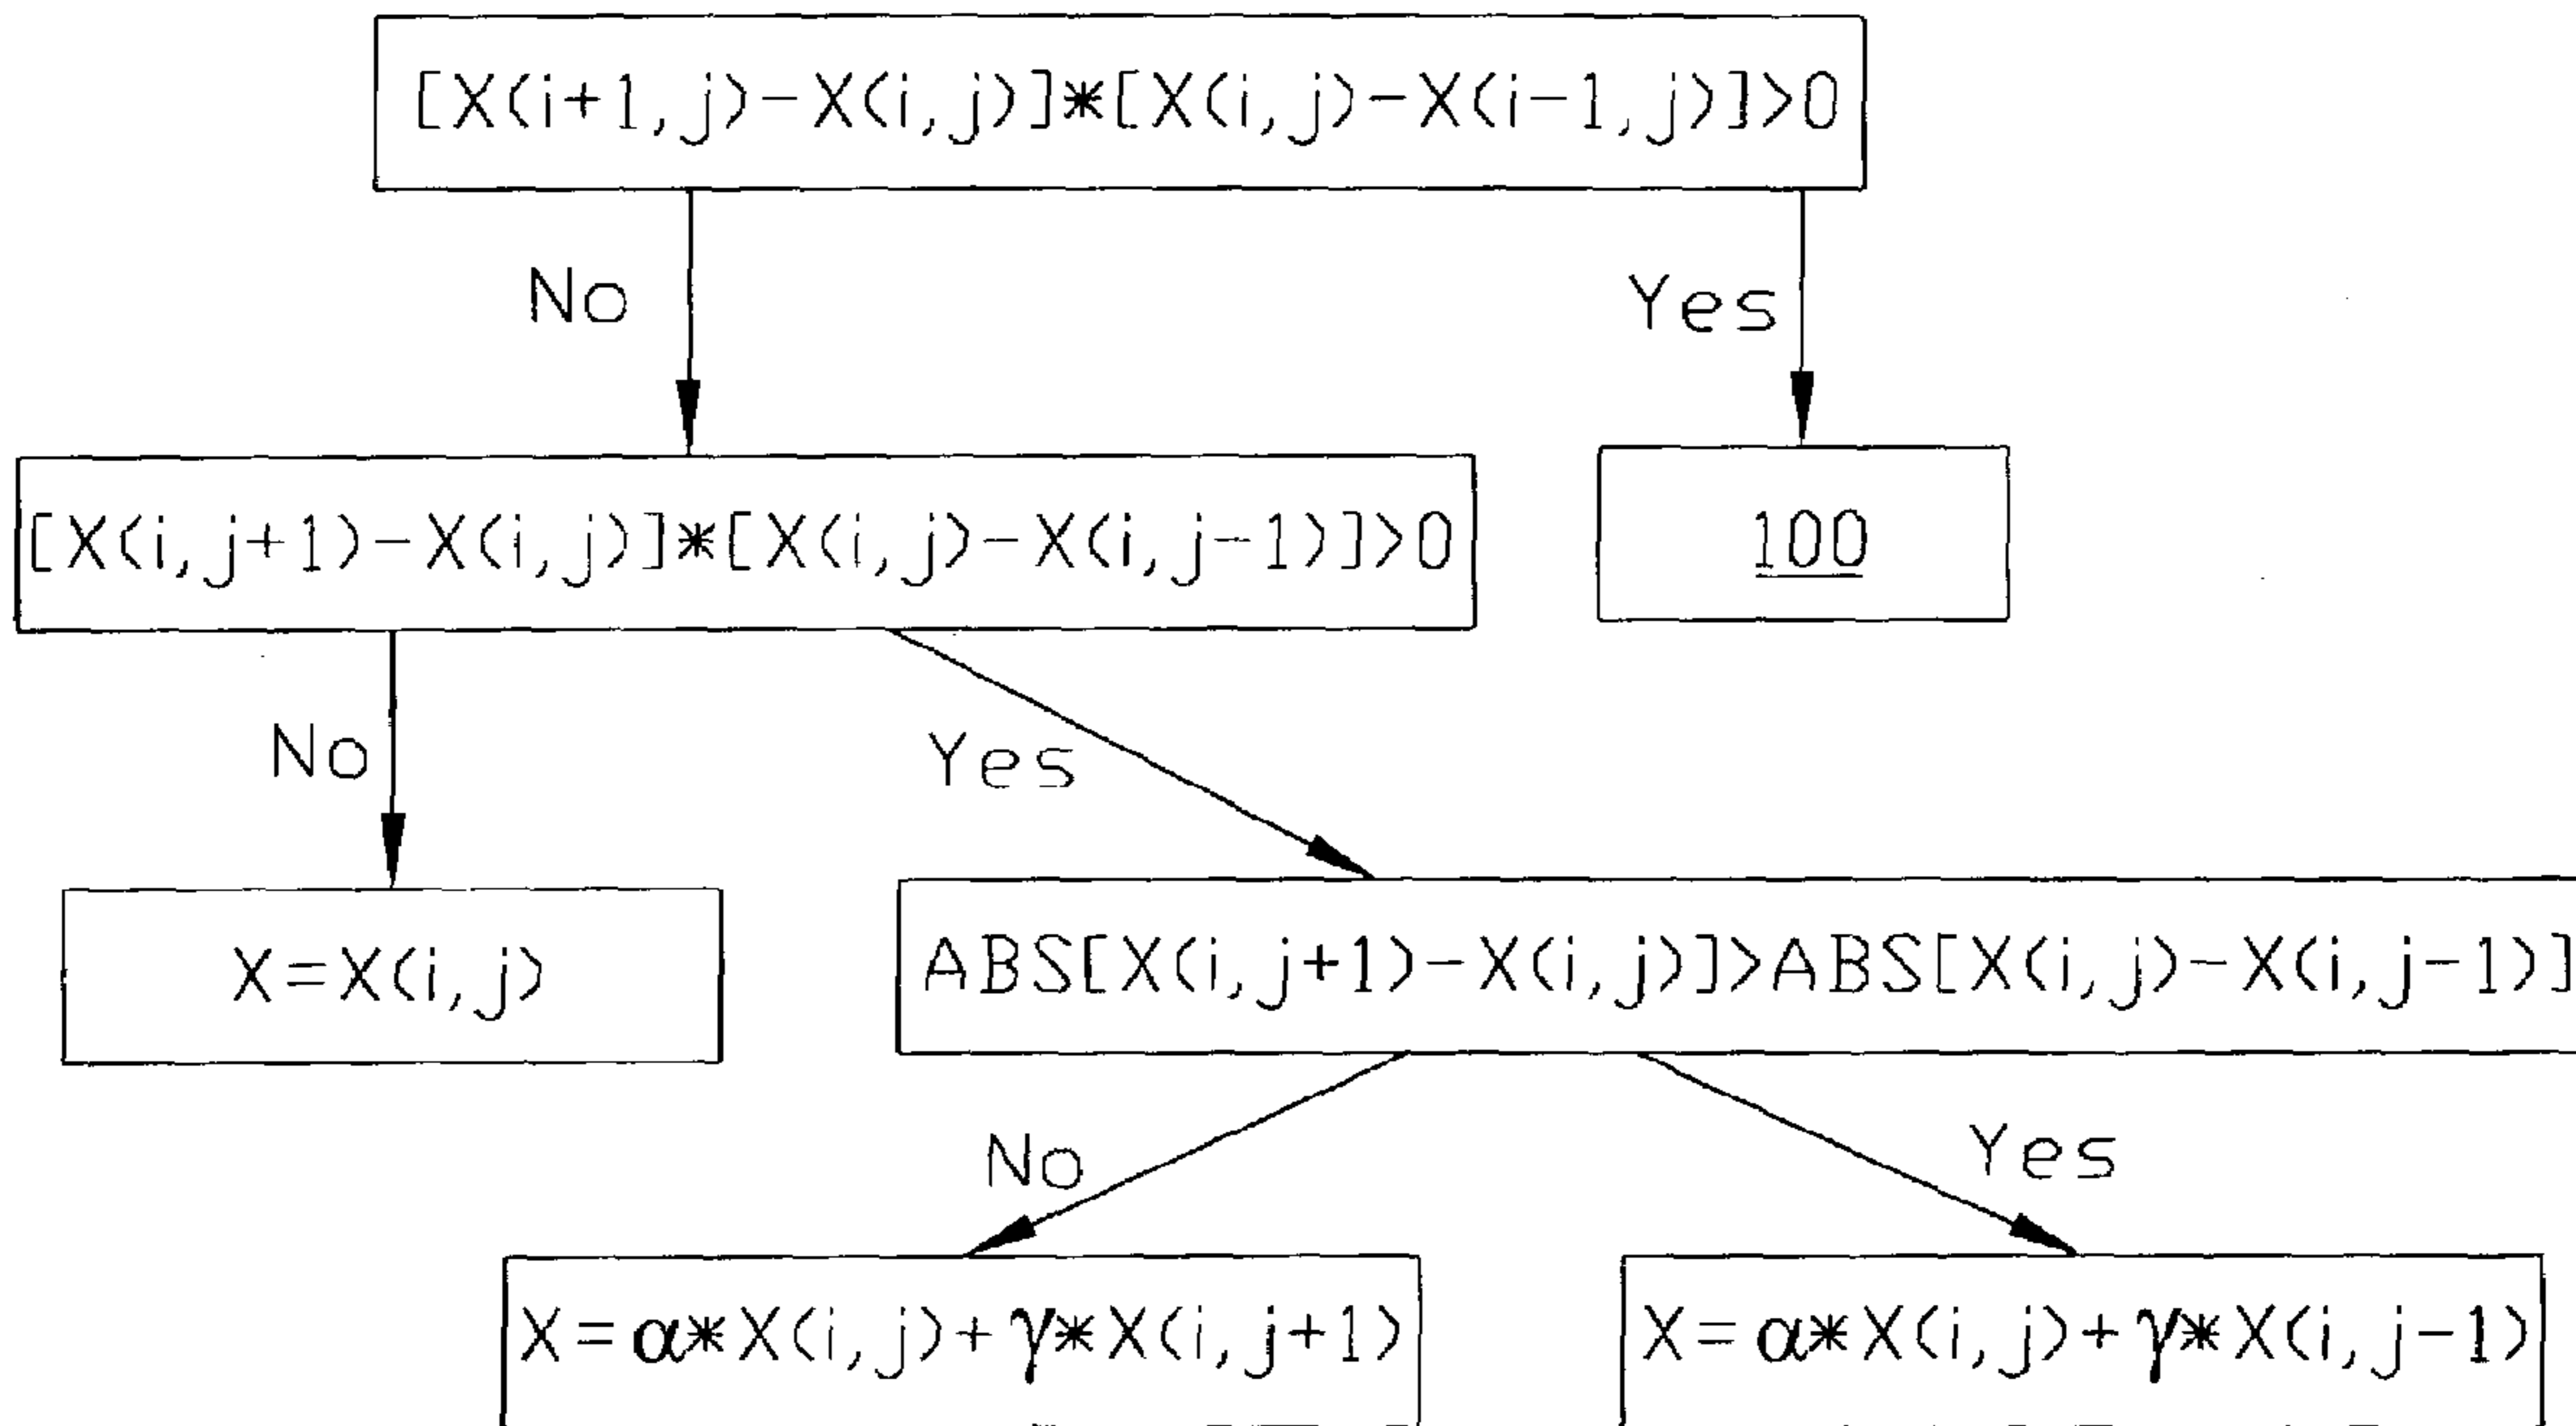 [X(i+1,j)-X(i,j)]*[X(i,j)-X(i-1,j)]>0
No
Yes
[X(i,j+1)-X(i,j)]*[X(i,j)-X(i,j-1)]>0
100
No
Yes
X=X(i,j)
ABS[X(i,j+1)-X(i,j)]>ABS[X(i,j)-X(i,j-1)]
No
Yes
X=α*X(i,j)+γ*X(i,j+1)
X=α*X(i,j)+γ*X(i,j-1)